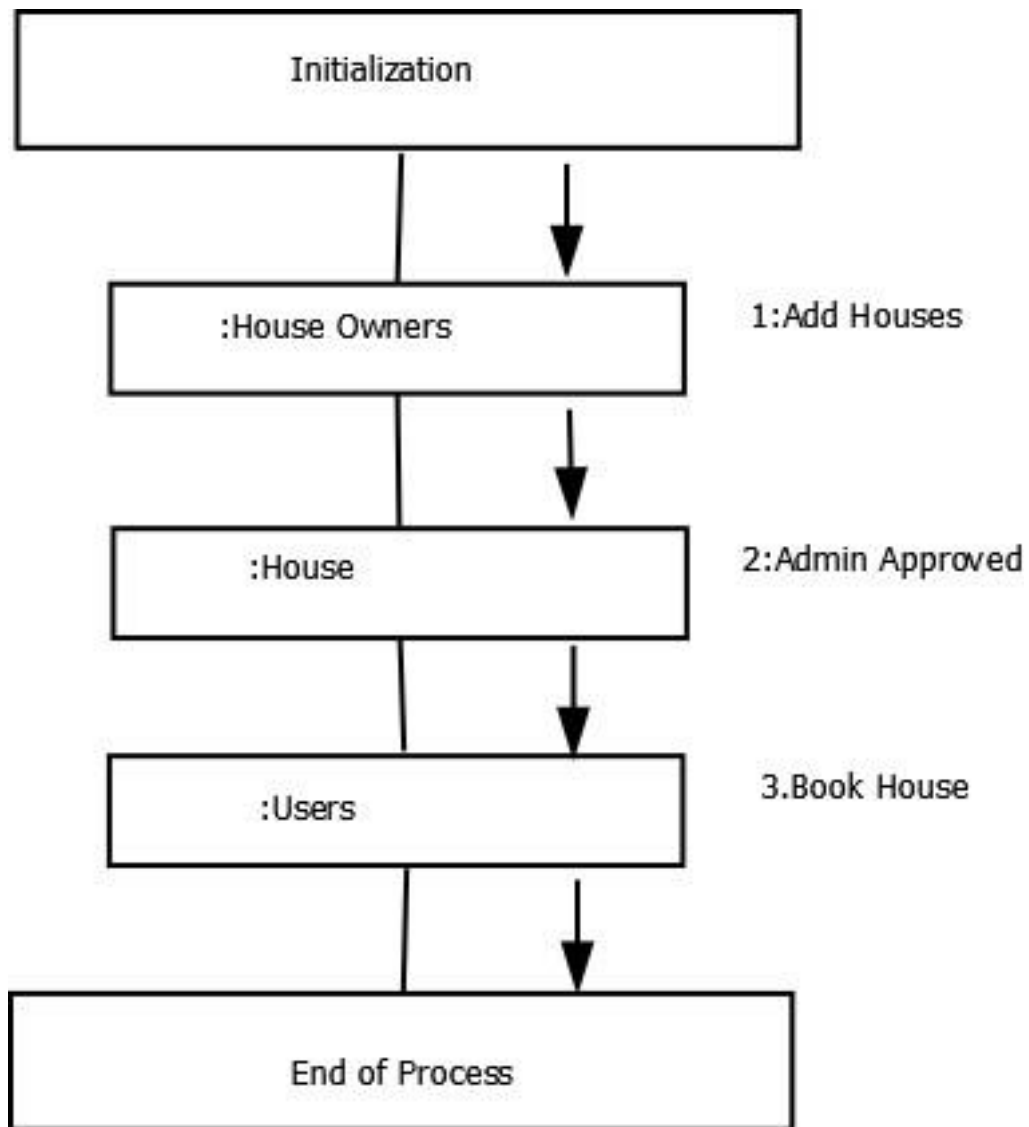 Initialization
:House Owners
1:Add Houses
:House
2:Admin Approved
:Users
3.Book House
End of Process